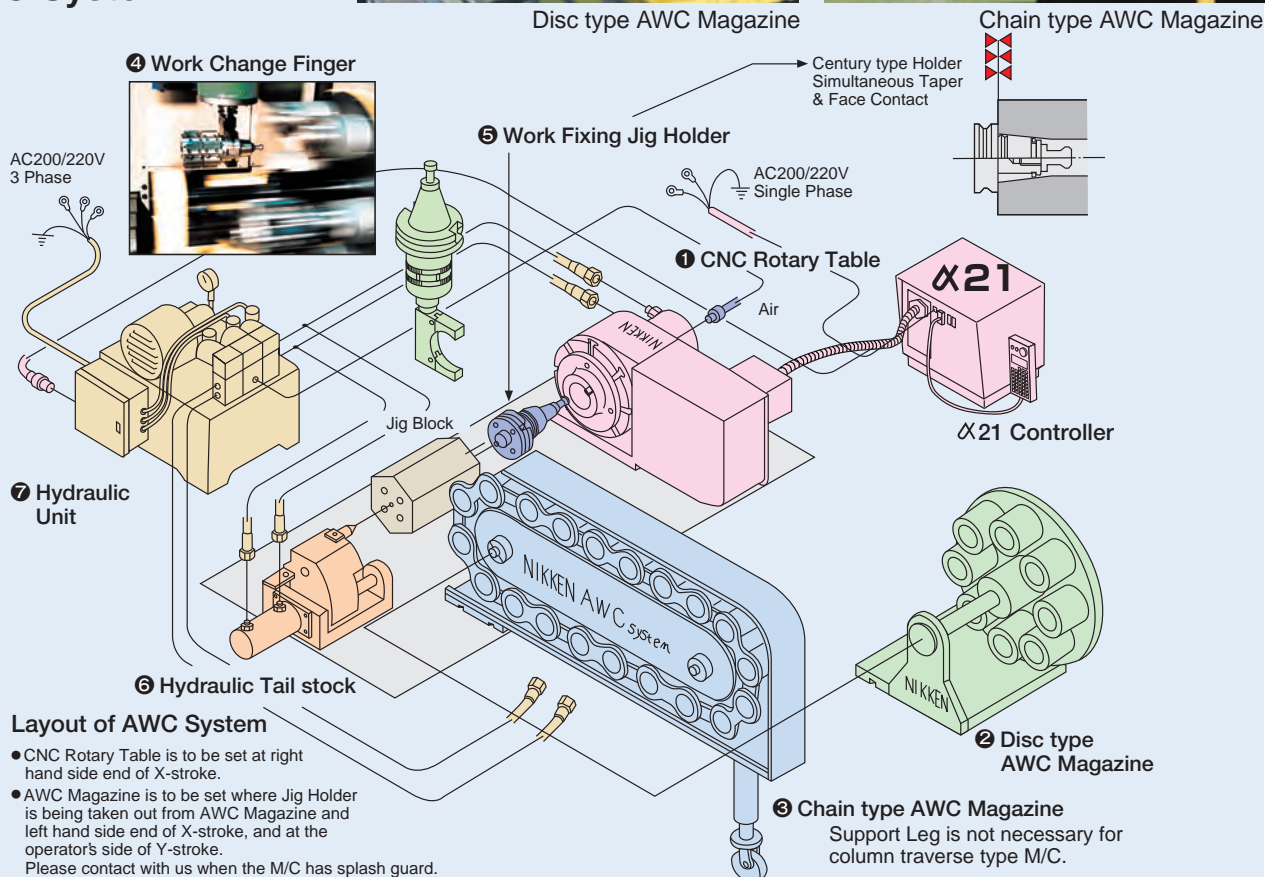 Disc type AWC Magazine
Chain type AWC Magazine
❹ Work Change Finger
Century type Holder
Simultaneous Taper
& Face Contact
❺ Work Fixing Jig Holder
AC200/220V
3 Phase
AC200/220V
Single Phase
❶ CNC Rotary Table
α21
Air
NIKKEN
Jig Block
α21 Controller
❼ Hydraulic
Unit
NIKKEN AWC system
❻ Hydraulic Tail stock
NIKKEN
❷ Disc type
AWC Magazine
Layout of AWC System
● CNC Rotary Table is to be set at right
hand side end of X-stroke.
● AWC Magazine is to be set where Jig Holder
is being taken out from AWC Magazine and
left hand side end of X-stroke, and at the
operator's side of Y-stroke.
Please contact with us when the M/C has splash guard.
❸ Chain type AWC Magazine
Support Leg is not necessary for
column traverse type M/C.